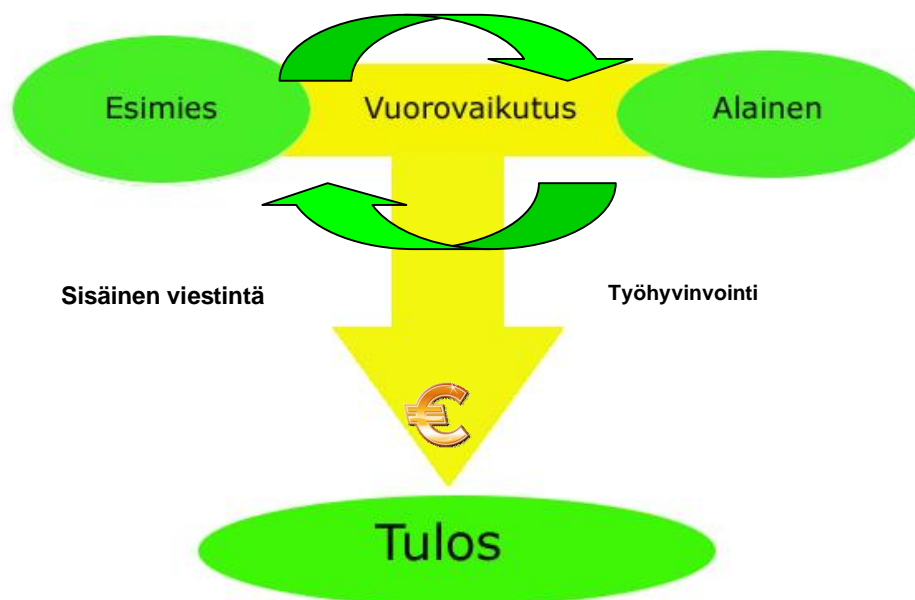 Esimies
Vuorovaikutus
Alainen
Sisäinen viestintä
Työhyvinvointi
€
Tulos